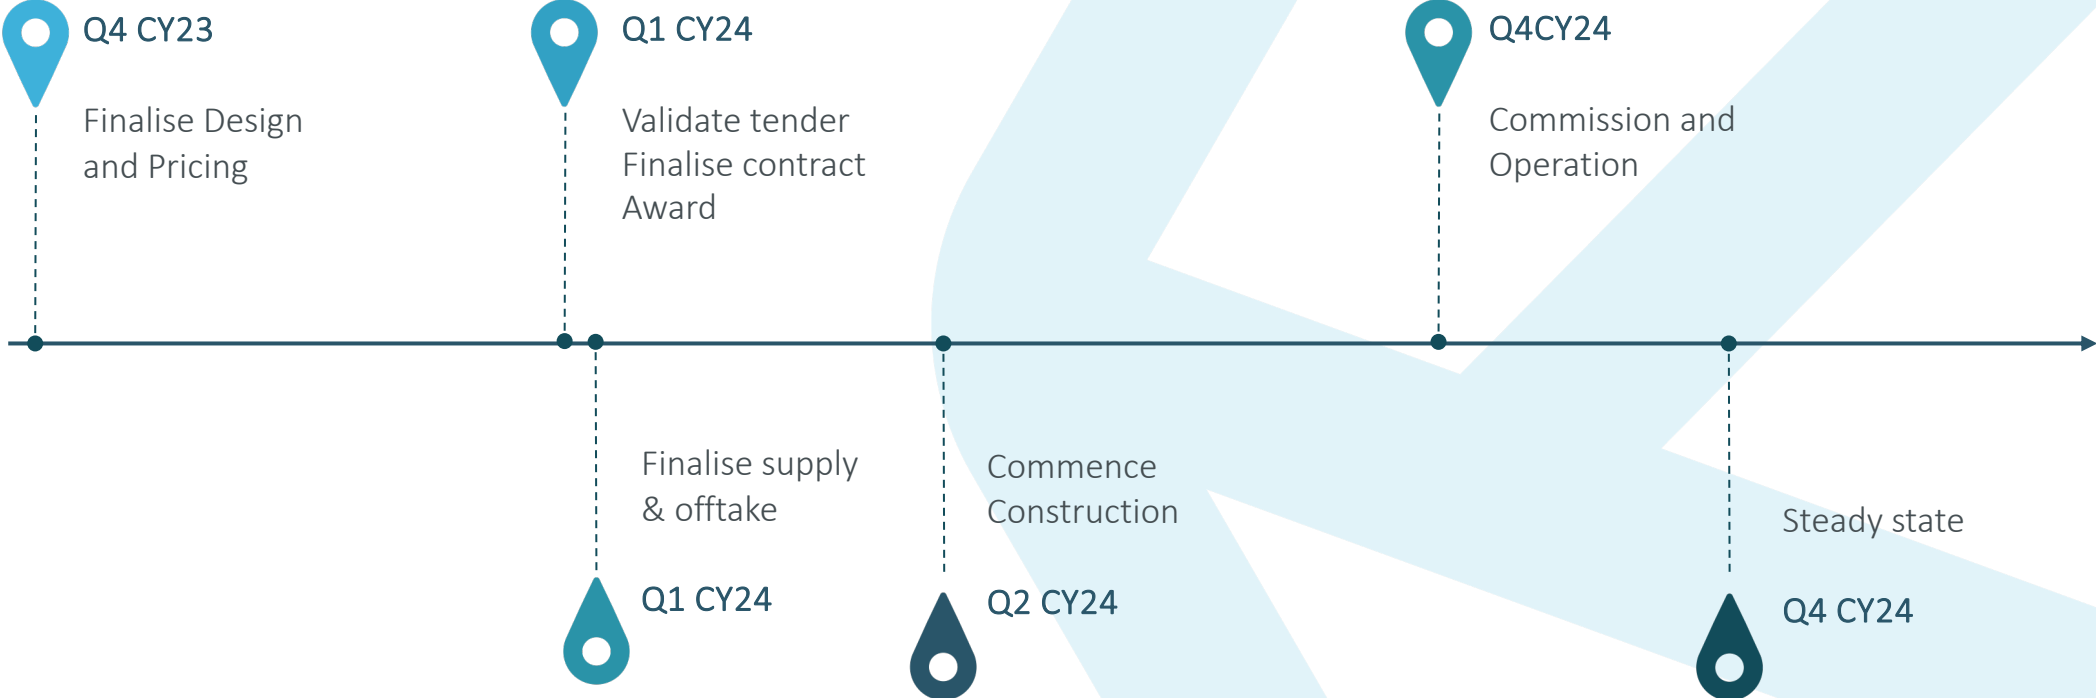 Q4 CY23
Finalise Design
and Pricing
Q1 CY24
Validate tender
Finalise contract
Award
Q4CY24
Commission and
Operation
Finalise supply
& offtake
Q1 CY24
Commence
Construction
Q2 CY24
Steady state
Q4 CY24